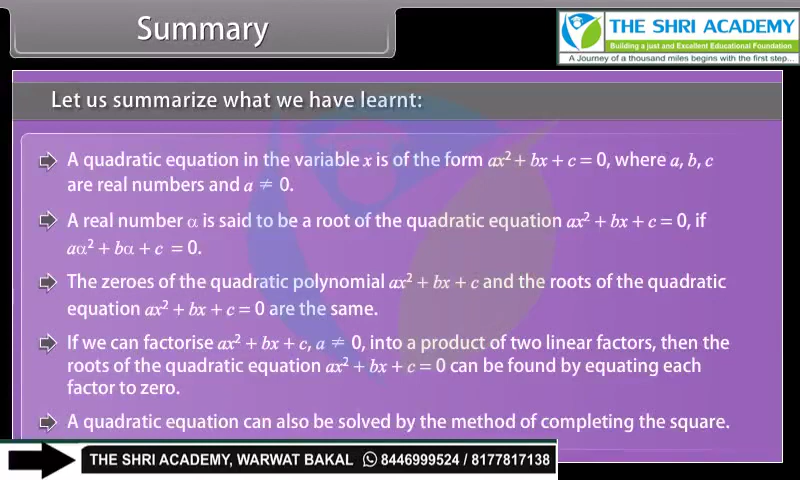 Summary
THE SHRI ACADEMY
Building a just and Excellent Educational Foundation
A Journey of a thousand miles begins with the first step...
Let us summarize what we have learnt:
A quadratic equation in the variable x is of the form ax² + bx + c = 0, where a, b, c
are real numbers and a ≠ 0.
A real number α is said to be a root of the quadratic equation ax² + bx + c = 0, if
aα² + bα + c = 0.
The zeroes of the quadratic polynomial ax² + bx + c and the roots of the quadratic
equation ax² + bx + c = 0 are the same.
If we can factorise ax² + bx + c, a ≠ 0, into a product of two linear factors, then the
roots of the quadratic equation ax² + bx + c = 0 can be found by equating each
factor to zero.
A quadratic equation can also be solved by the method of completing the square.
THE SHRI ACADEMY, WARWAT BAKAL 8446999524 / 8177817138